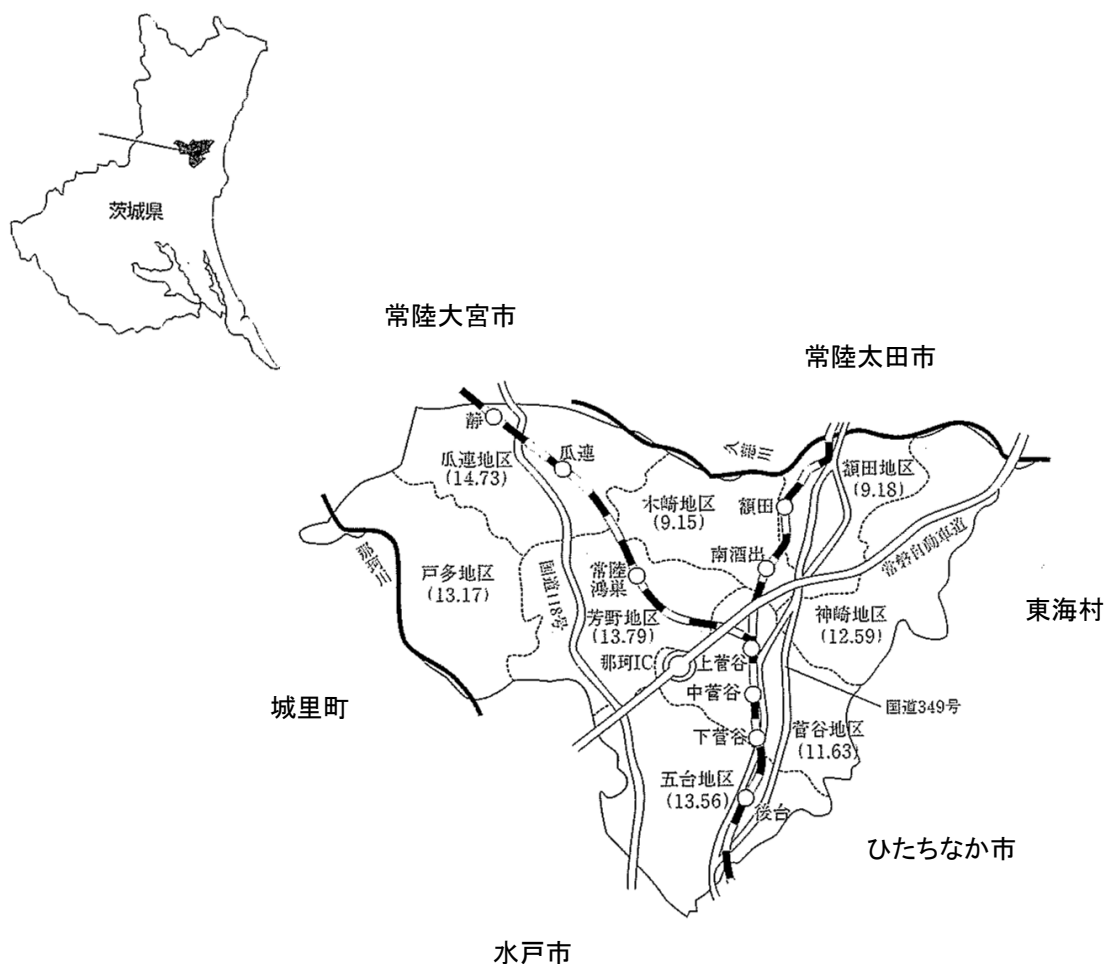 茨城県
常陸大宮市
常陸太田市
静
瓜連
瓜連地区
(14.73)
久慈川
額田地区
(9.18)
木崎地区
(9.15)
額田
常磐自動車道
那珂川
戸多地区
(13.17)
国道118号
常陸
鴻巣
南酒出
東海村
神崎地区
(12.59)
芳野地区
(13.79)
那珂IC
上菅谷
城里町
中菅谷
国道349号
下菅谷
菅谷地区
(11.63)
五台地区
(13.56)
後台
ひたちなか市
水戸市